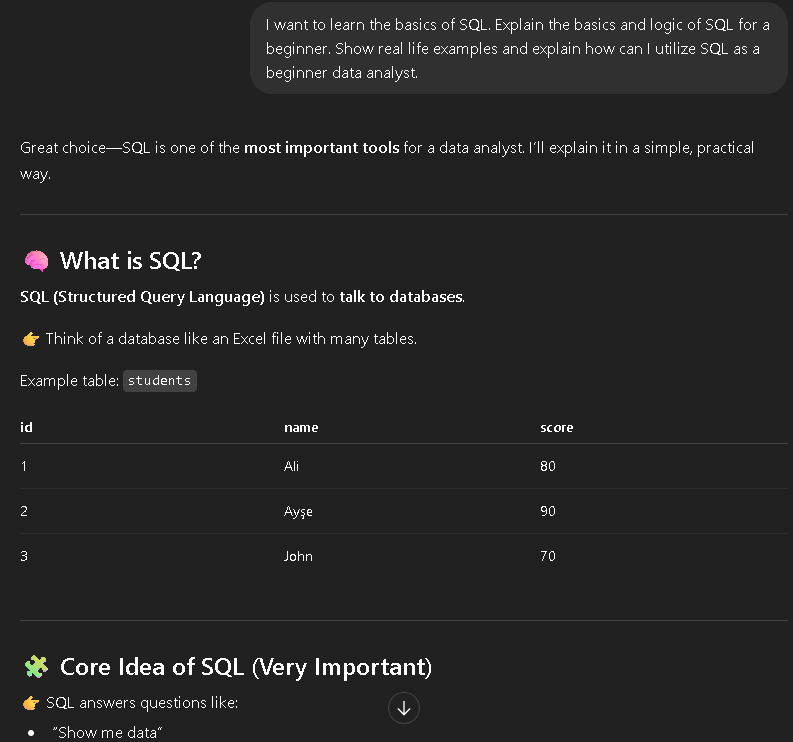 I want to learn the basics of SQL. Explain the basics and logic of SQL for a
beginner. Show real life examples and explain how can I utilize SQL as a
beginner data analyst.
Great choice—SQL is one of the most important tools for a data analyst. I'll explain it in a simple, practical
way.
🧠 What is SQL?
SQL (Structured Query Language) is used to talk to databases.
👉 Think of a database like an Excel file with many tables.
Example table: students
id name score
1 Ali 80
2 Ayşe 90
3 John 70
🧩 Core Idea of SQL (Very Important)
👉 SQL answers questions like:
• "Show me data"